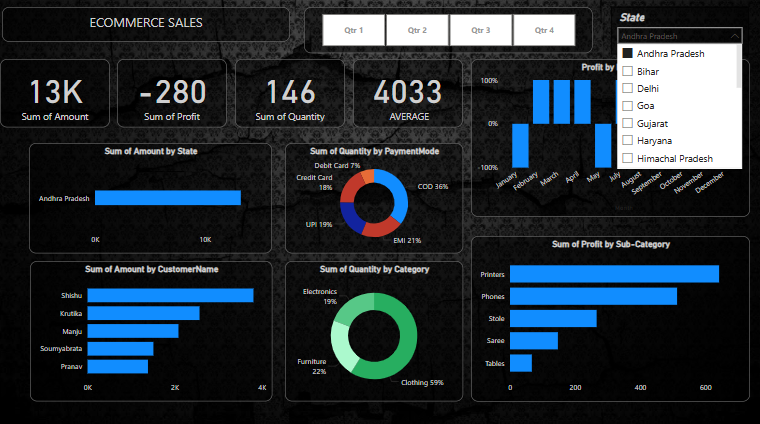 ECOMMERCE SALES
Qtr 1
Qtr 2
Qtr 3
Qtr 4
State
Andhra Pradesh
Andhra Pradesh
Bihar
Delhi
Goa
Gujarat
Haryana
Himachal Pradesh
13K
Sum of Amount
-280
Sum of Profit
146
Sum of Quantity
4033
AVERAGE
Profit by
100%
0%
-100%
January
February
March
April
May
July
August
September
October
November
December
Sum of Amount by State
Andhra Pradesh
0K
10K
Sum of Quantity by PaymentMode
Debit Card 7%
Credit Card
18%
UPI 19%
COD 36%
EMI 21%
Sum of Amount by CustomerName
Shishu
Krutika
Manju
Soumyabrata
Pranav
0K
2K
4K
Sum of Quantity by Category
Electronics
19%
Furniture
22%
Clothing 59%
Sum of Profit by Sub-Category
Printers
Phones
Stole
Saree
Tables
0
200
400
600